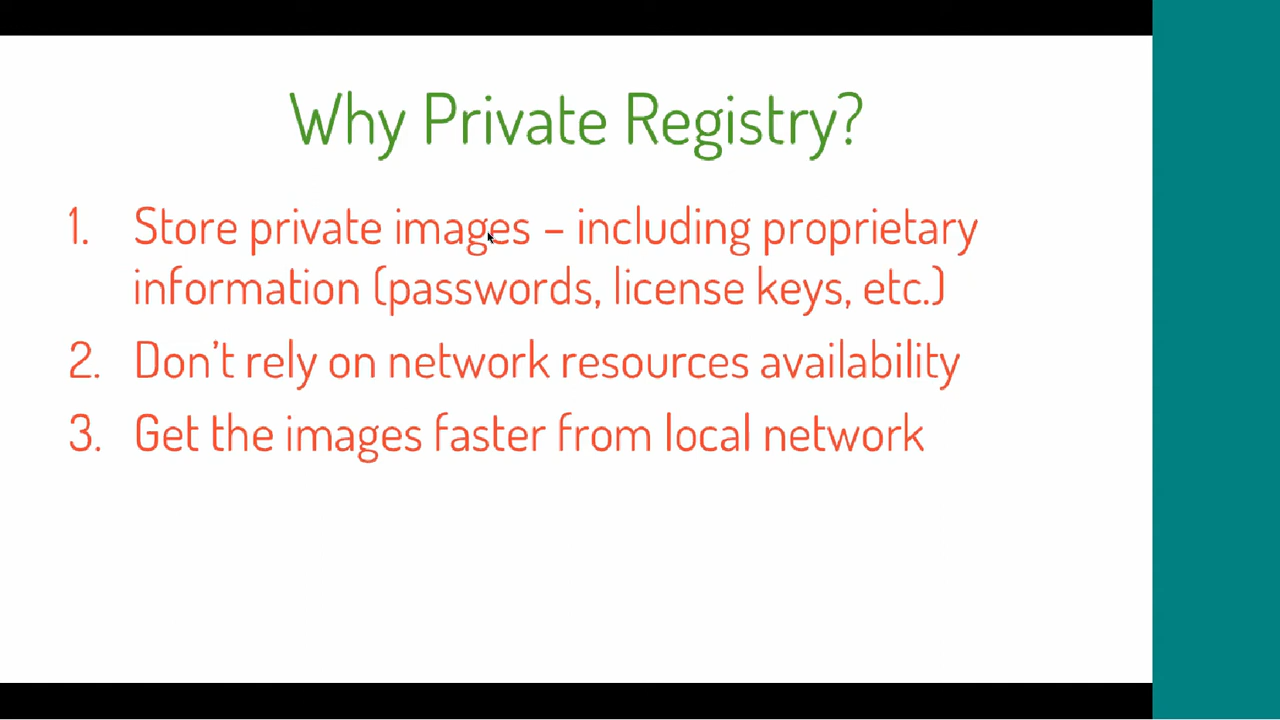 Why Private Registry?
1. Store private images – including proprietary
information (passwords, license keys, etc.)
2. Don't rely on network resources availability
3. Get the images faster from local network